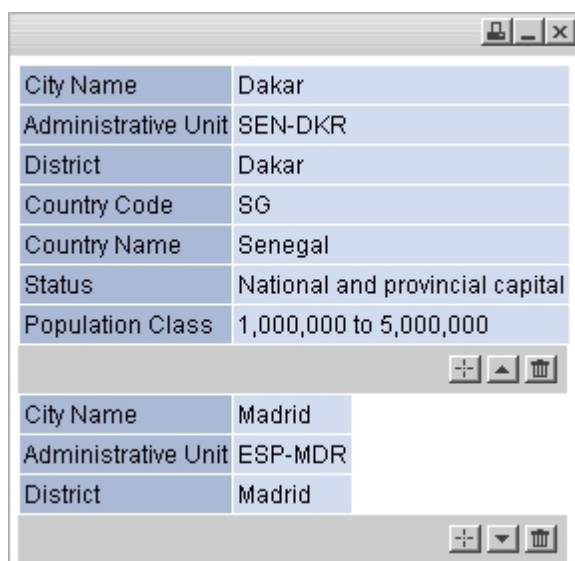 City Name Dakar
Administrative Unit SEN-DKR
District Dakar
Country Code SG
Country Name Senegal
Status National and provincial capital
Population Class 1,000,000 to 5,000,000
City Name Madrid
Administrative Unit ESP-MDR
District Madrid